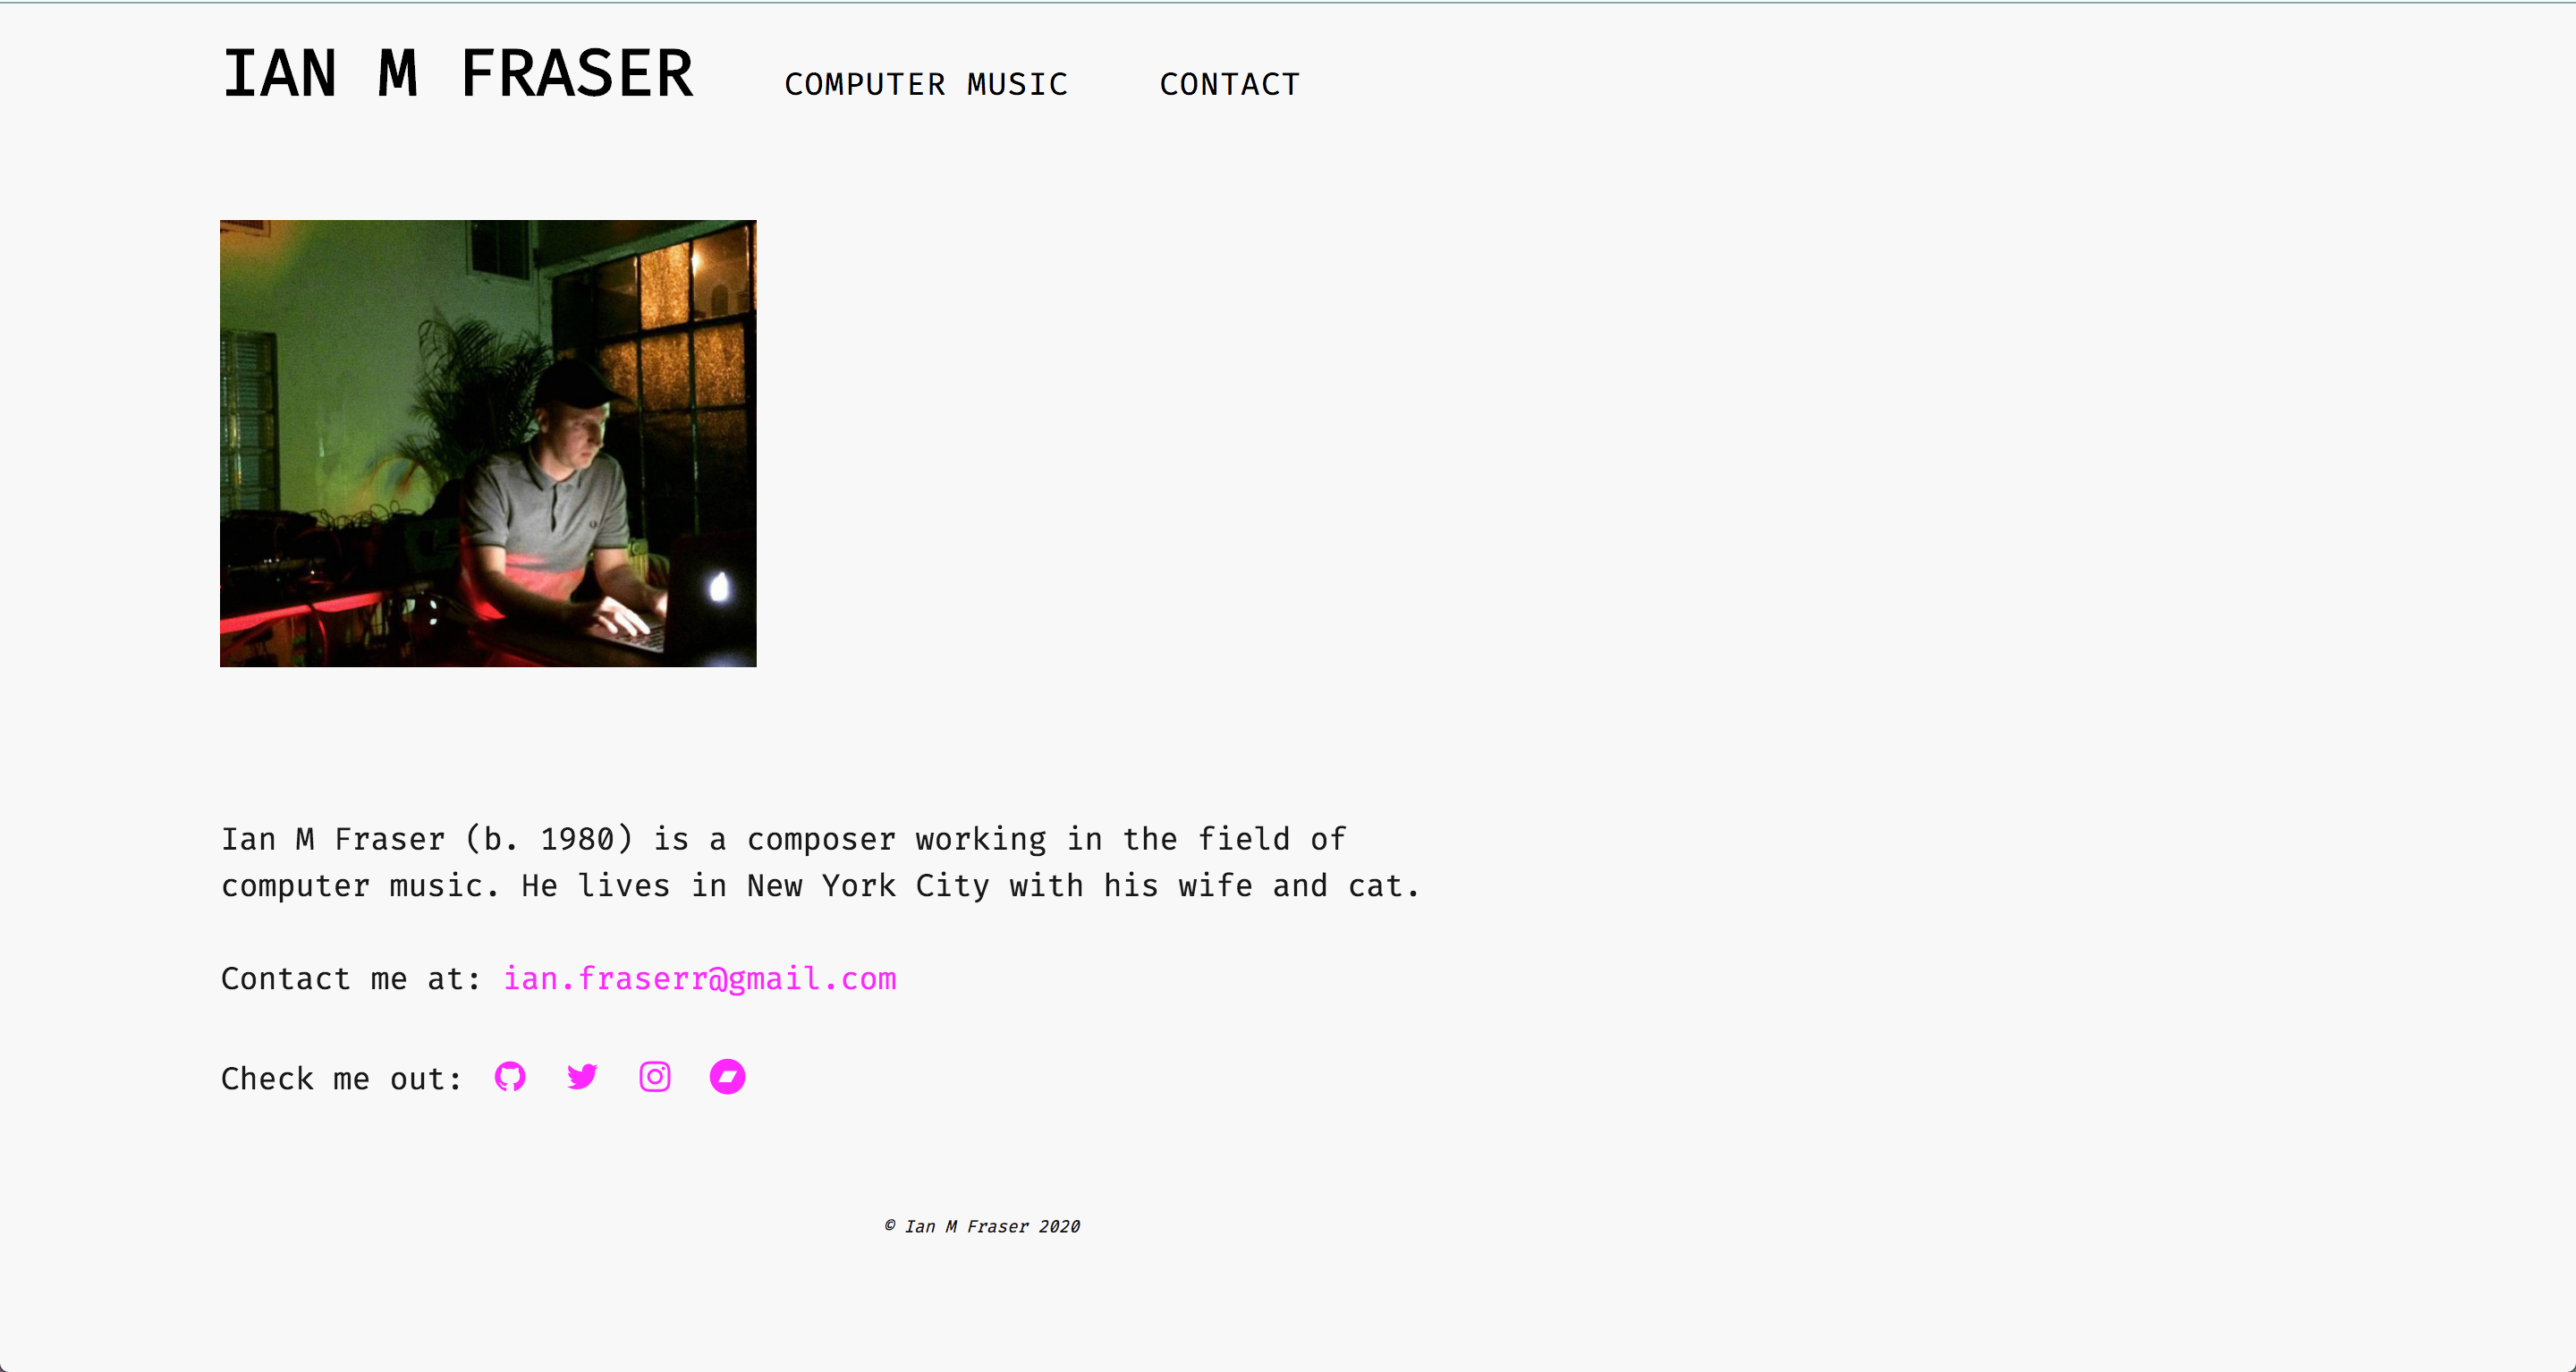 IAN M FRASER COMPUTER MUSIC CONTACT
Ian M Fraser (b. 1980) is a composer working in the field of
computer music. He lives in New York City with his wife and cat.
Contact me at: ian.fraserr@gmail.com
Check me out:
© Ian M Fraser 2020